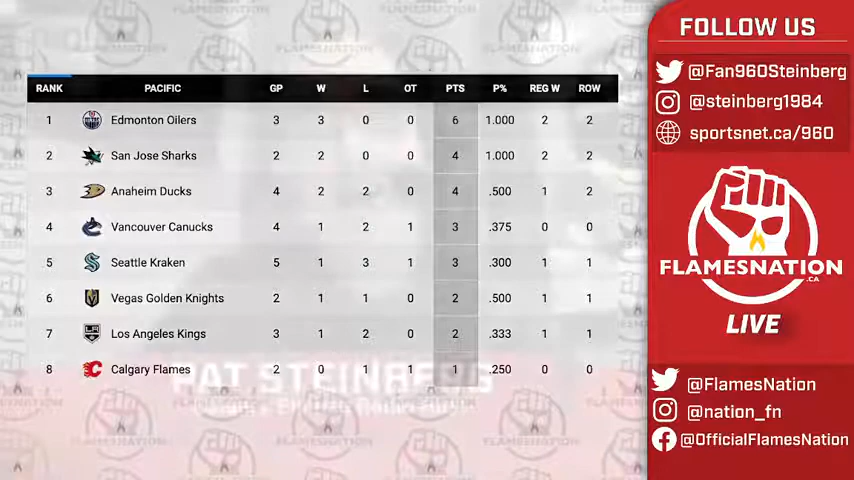 FOLLOW US
@Fan960Steinberg
@steinberg1984
sportsnet.ca/960
FLAMESNATION
.CA
LIVE
@FlamesNation
@nation_fn
@OfficialFlamesNation
RANK PACIFIC GP W L OT PTS P% REG W ROW
1 Edmonton Oilers 3 3 0 0 6 1.000 2 2
2 San Jose Sharks 2 2 0 0 4 1.000 2 2
3 Anaheim Ducks 4 2 2 0 4 .500 1 2
4 Vancouver Canucks 4 1 2 1 3 .375 0 0
5 Seattle Kraken 5 1 3 1 3 .300 1 1
6 Vegas Golden Knights 2 1 1 0 2 .500 1 1
7 Los Angeles Kings 3 1 2 0 2 .333 1 1
8 Calgary Flames 2 0 1 1 1 .250 0 0
PAT STEINBERG
FLAMESNATION